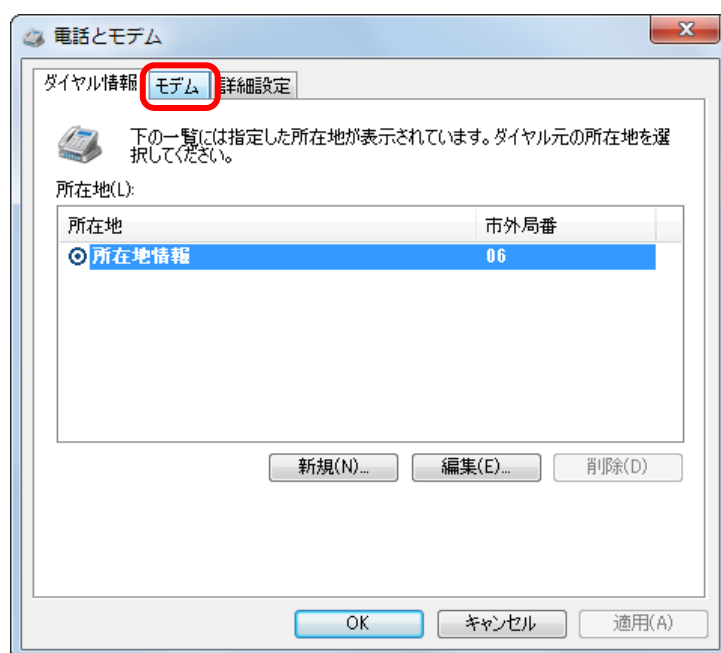 電話とモデム
ダイヤル情報 モデム 詳細設定
下の一覧には指定した所在地が表示されています。ダイヤル元の所在地を選
択してください。
所在地(L):
所在地 市外局番
所在地情報 06
新規(N)... 編集(E)... 削除(D)
OK キャンセル 適用(A)